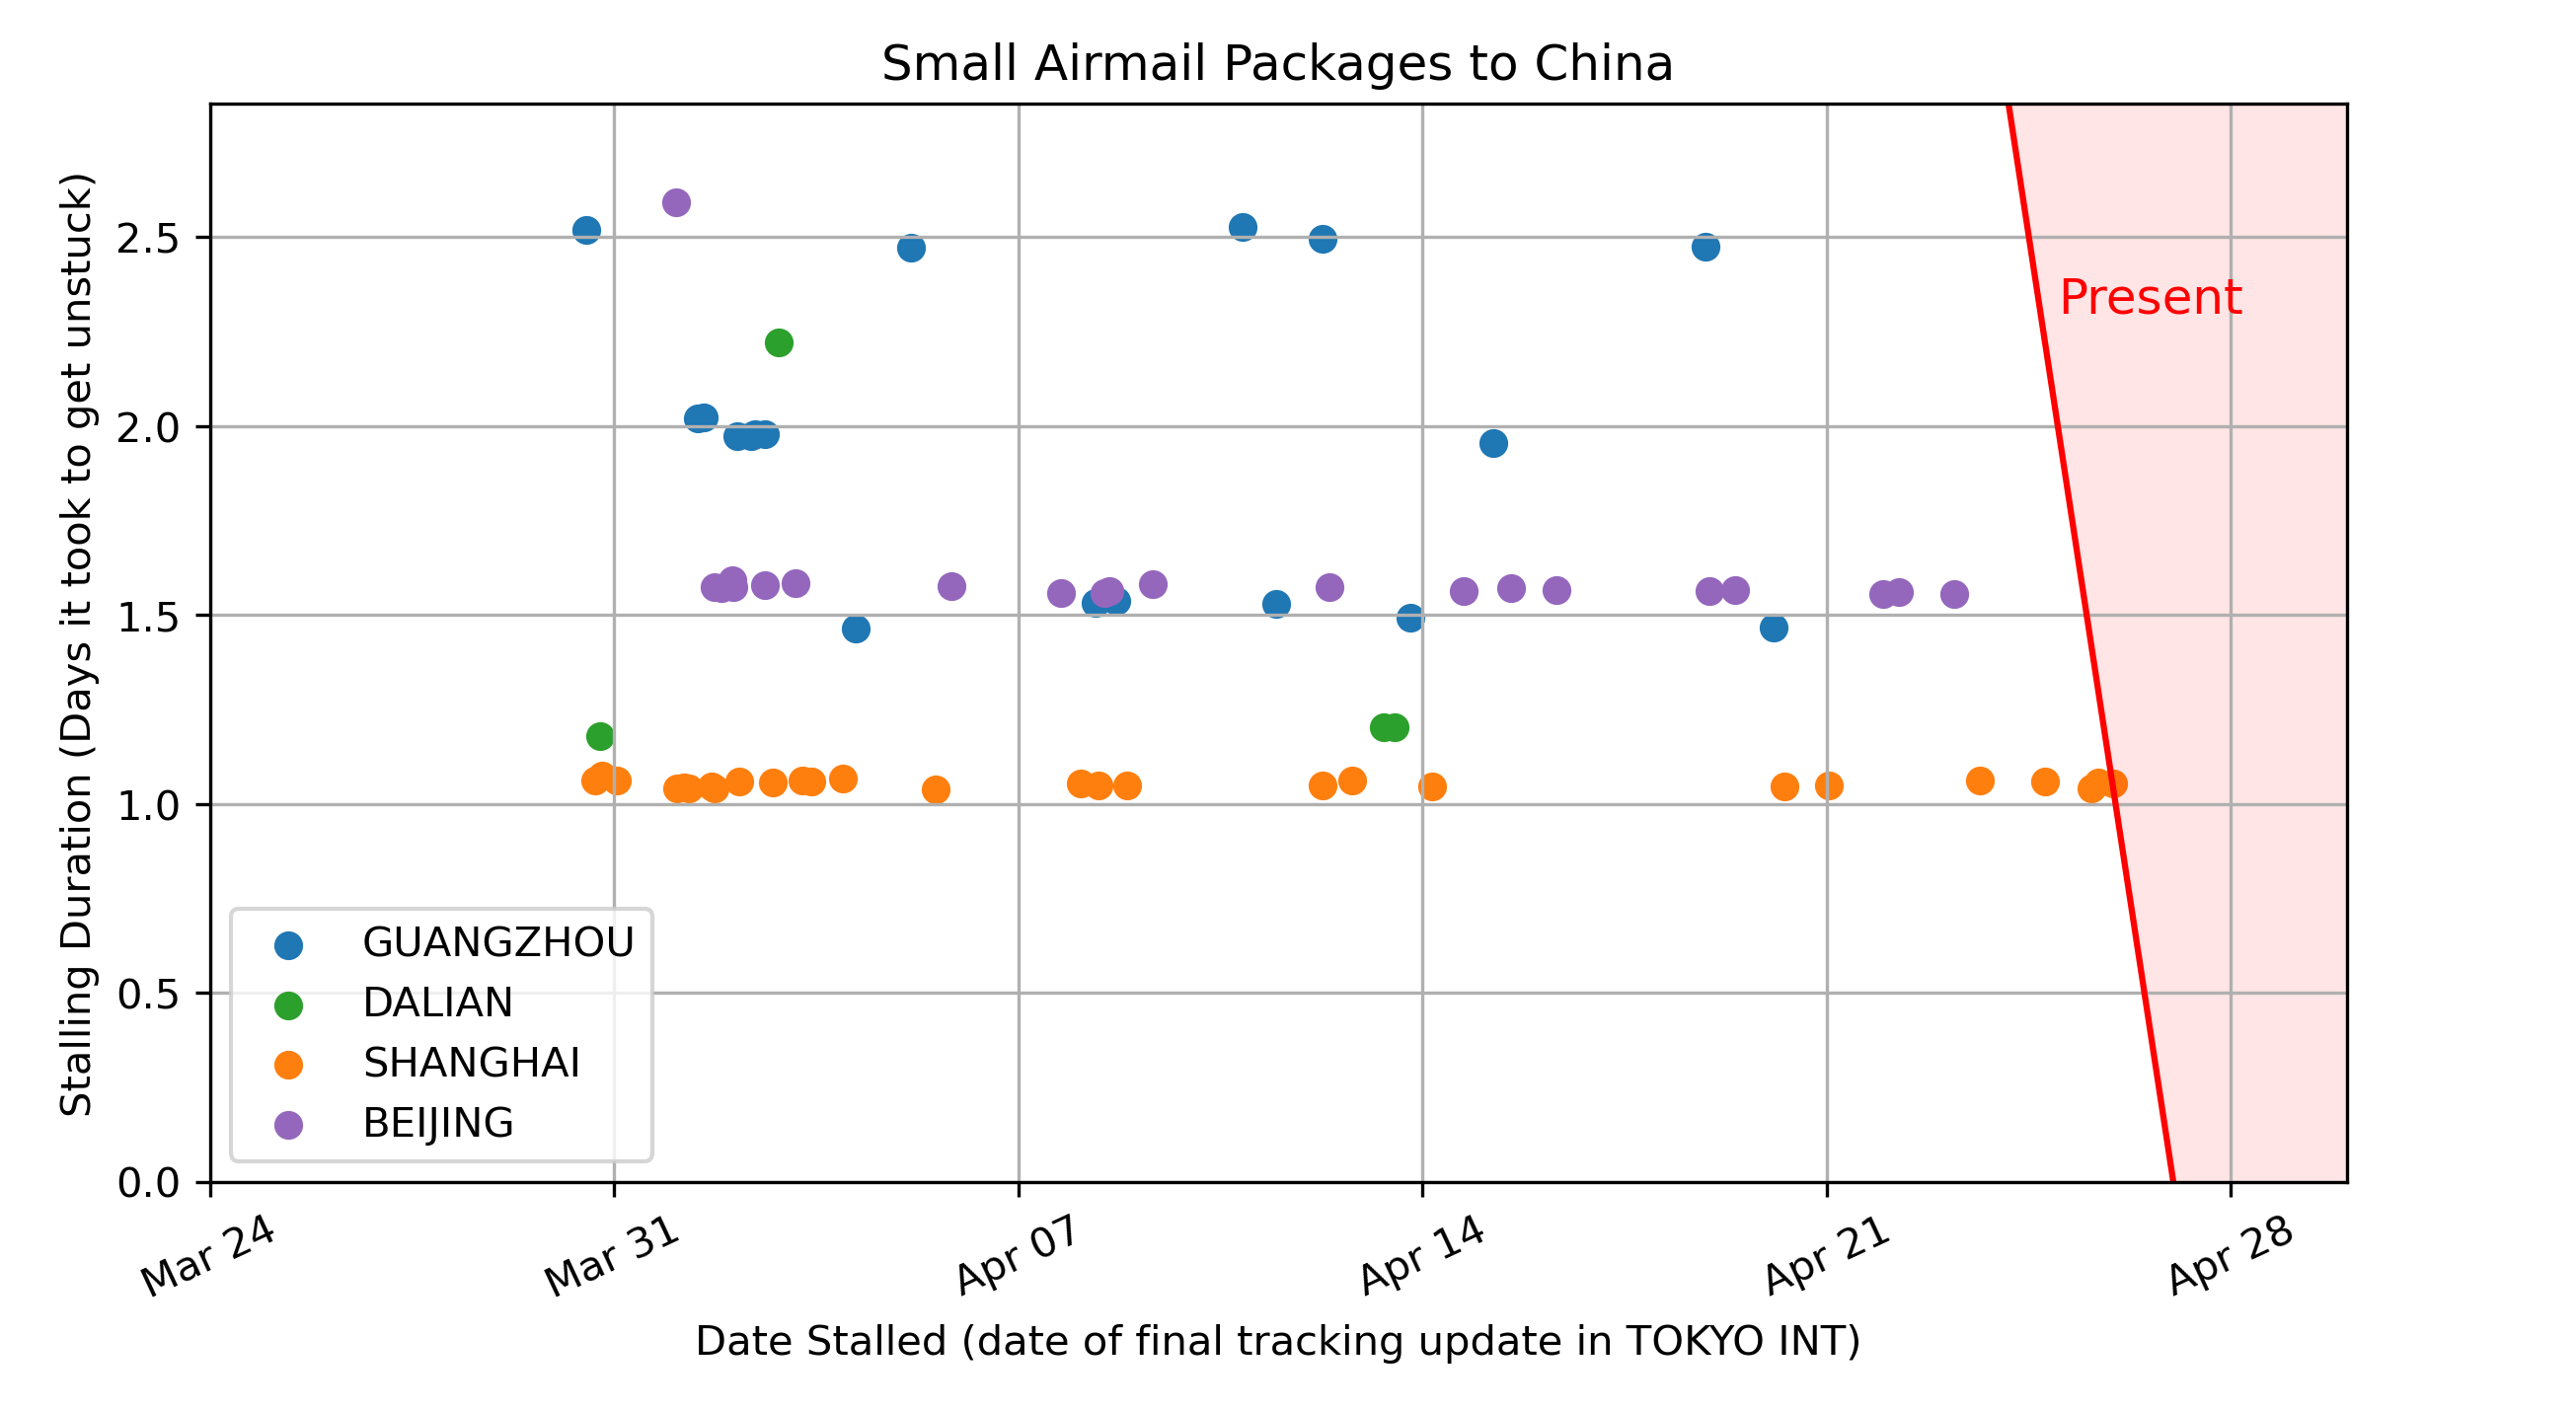 Small Airmail Packages to China
Stalling Duration (Days it took to get unstuck)
2.5
2.0
1.5
1.0
0.5
0.0
Present
GUANGZHOU
DALIAN
SHANGHAI
BEIJING
Mar 24
Mar 31
Apr 07
Apr 14
Apr 21
Apr 28
Date Stalled (date of final tracking update in TOKYO INT)